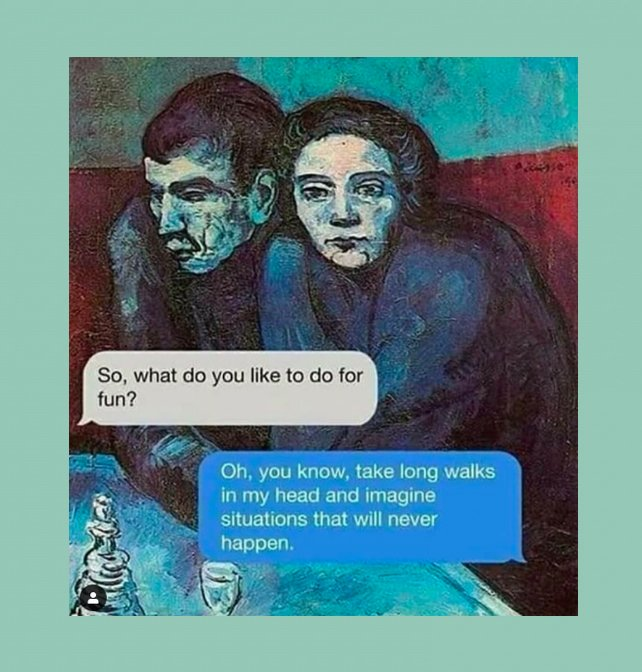 Picasso
So, what do you like to do for
fun?
Oh, you know, take long walks
in my head and imagine
situations that will never
happen.